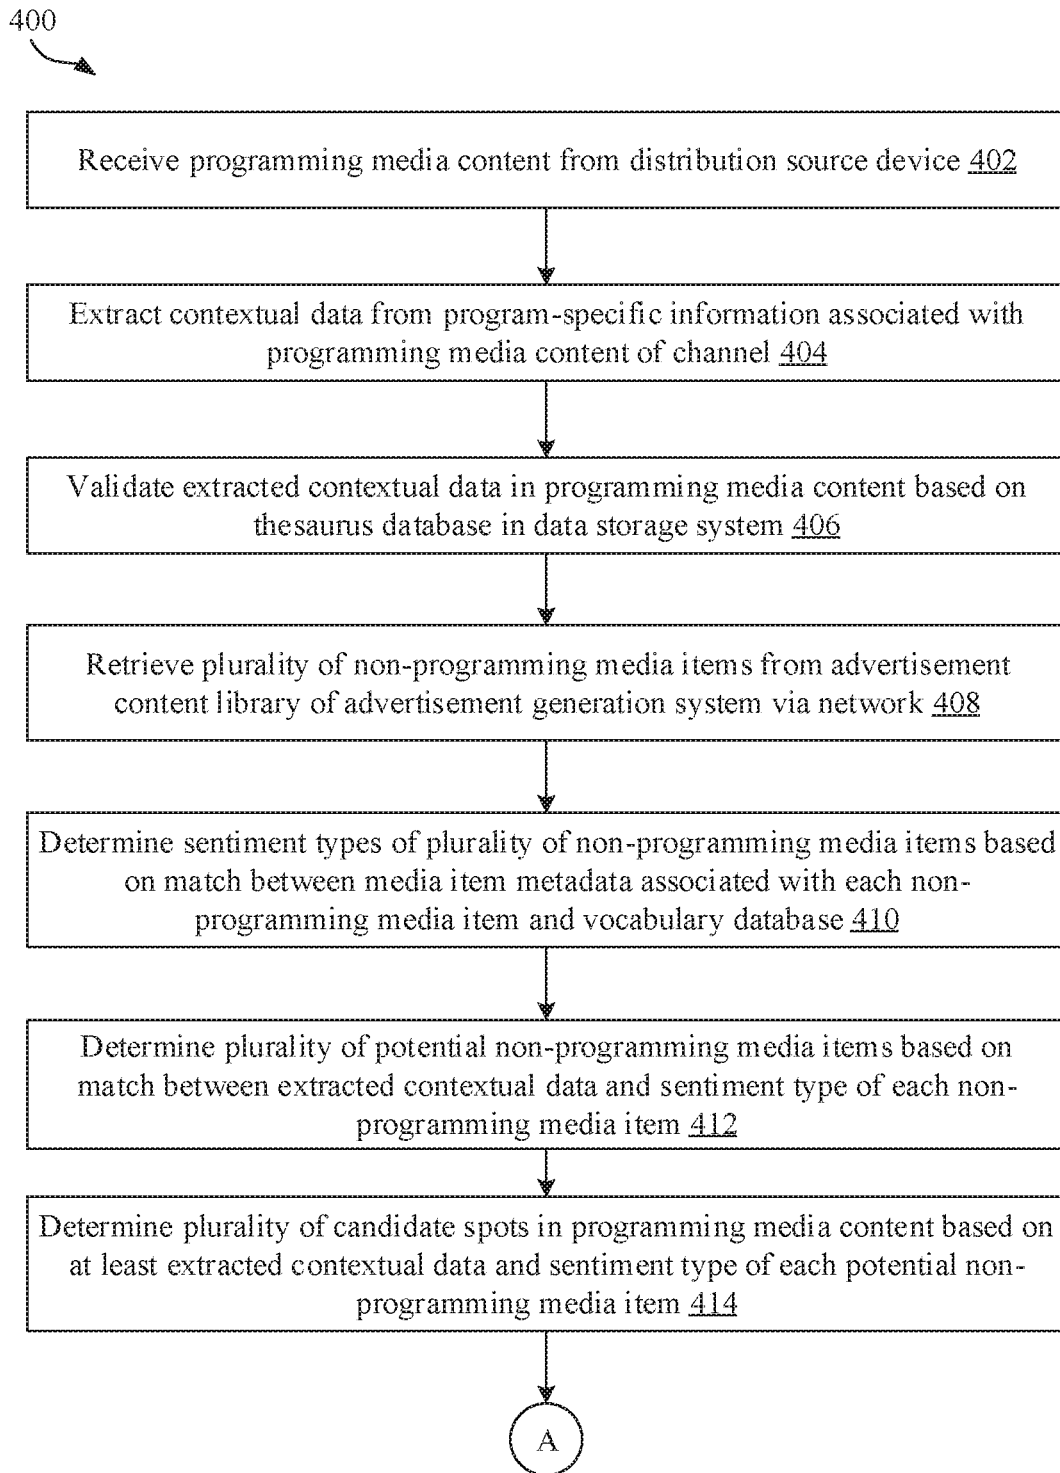 400
Receive programming media content from distribution source device 402
Extract contextual data from program-specific information associated with
programming media content of channel 404
Validate extracted contextual data in programming media content based on
thesaurus database in data storage system 406
Retrieve plurality of non-programming media items from advertisement
content library of advertisement generation system via network 408
Determine sentiment types of plurality of non-programming media items based
on match between media item metadata associated with each non-
programming media item and vocabulary database 410
Determine plurality of potential non-programming media items based on
match between extracted contextual data and sentiment type of each non-
programming media item 412
Determine plurality of candidate spots in programming media content based on
at least extracted contextual data and sentiment type of each potential non-
programming media item 414
A